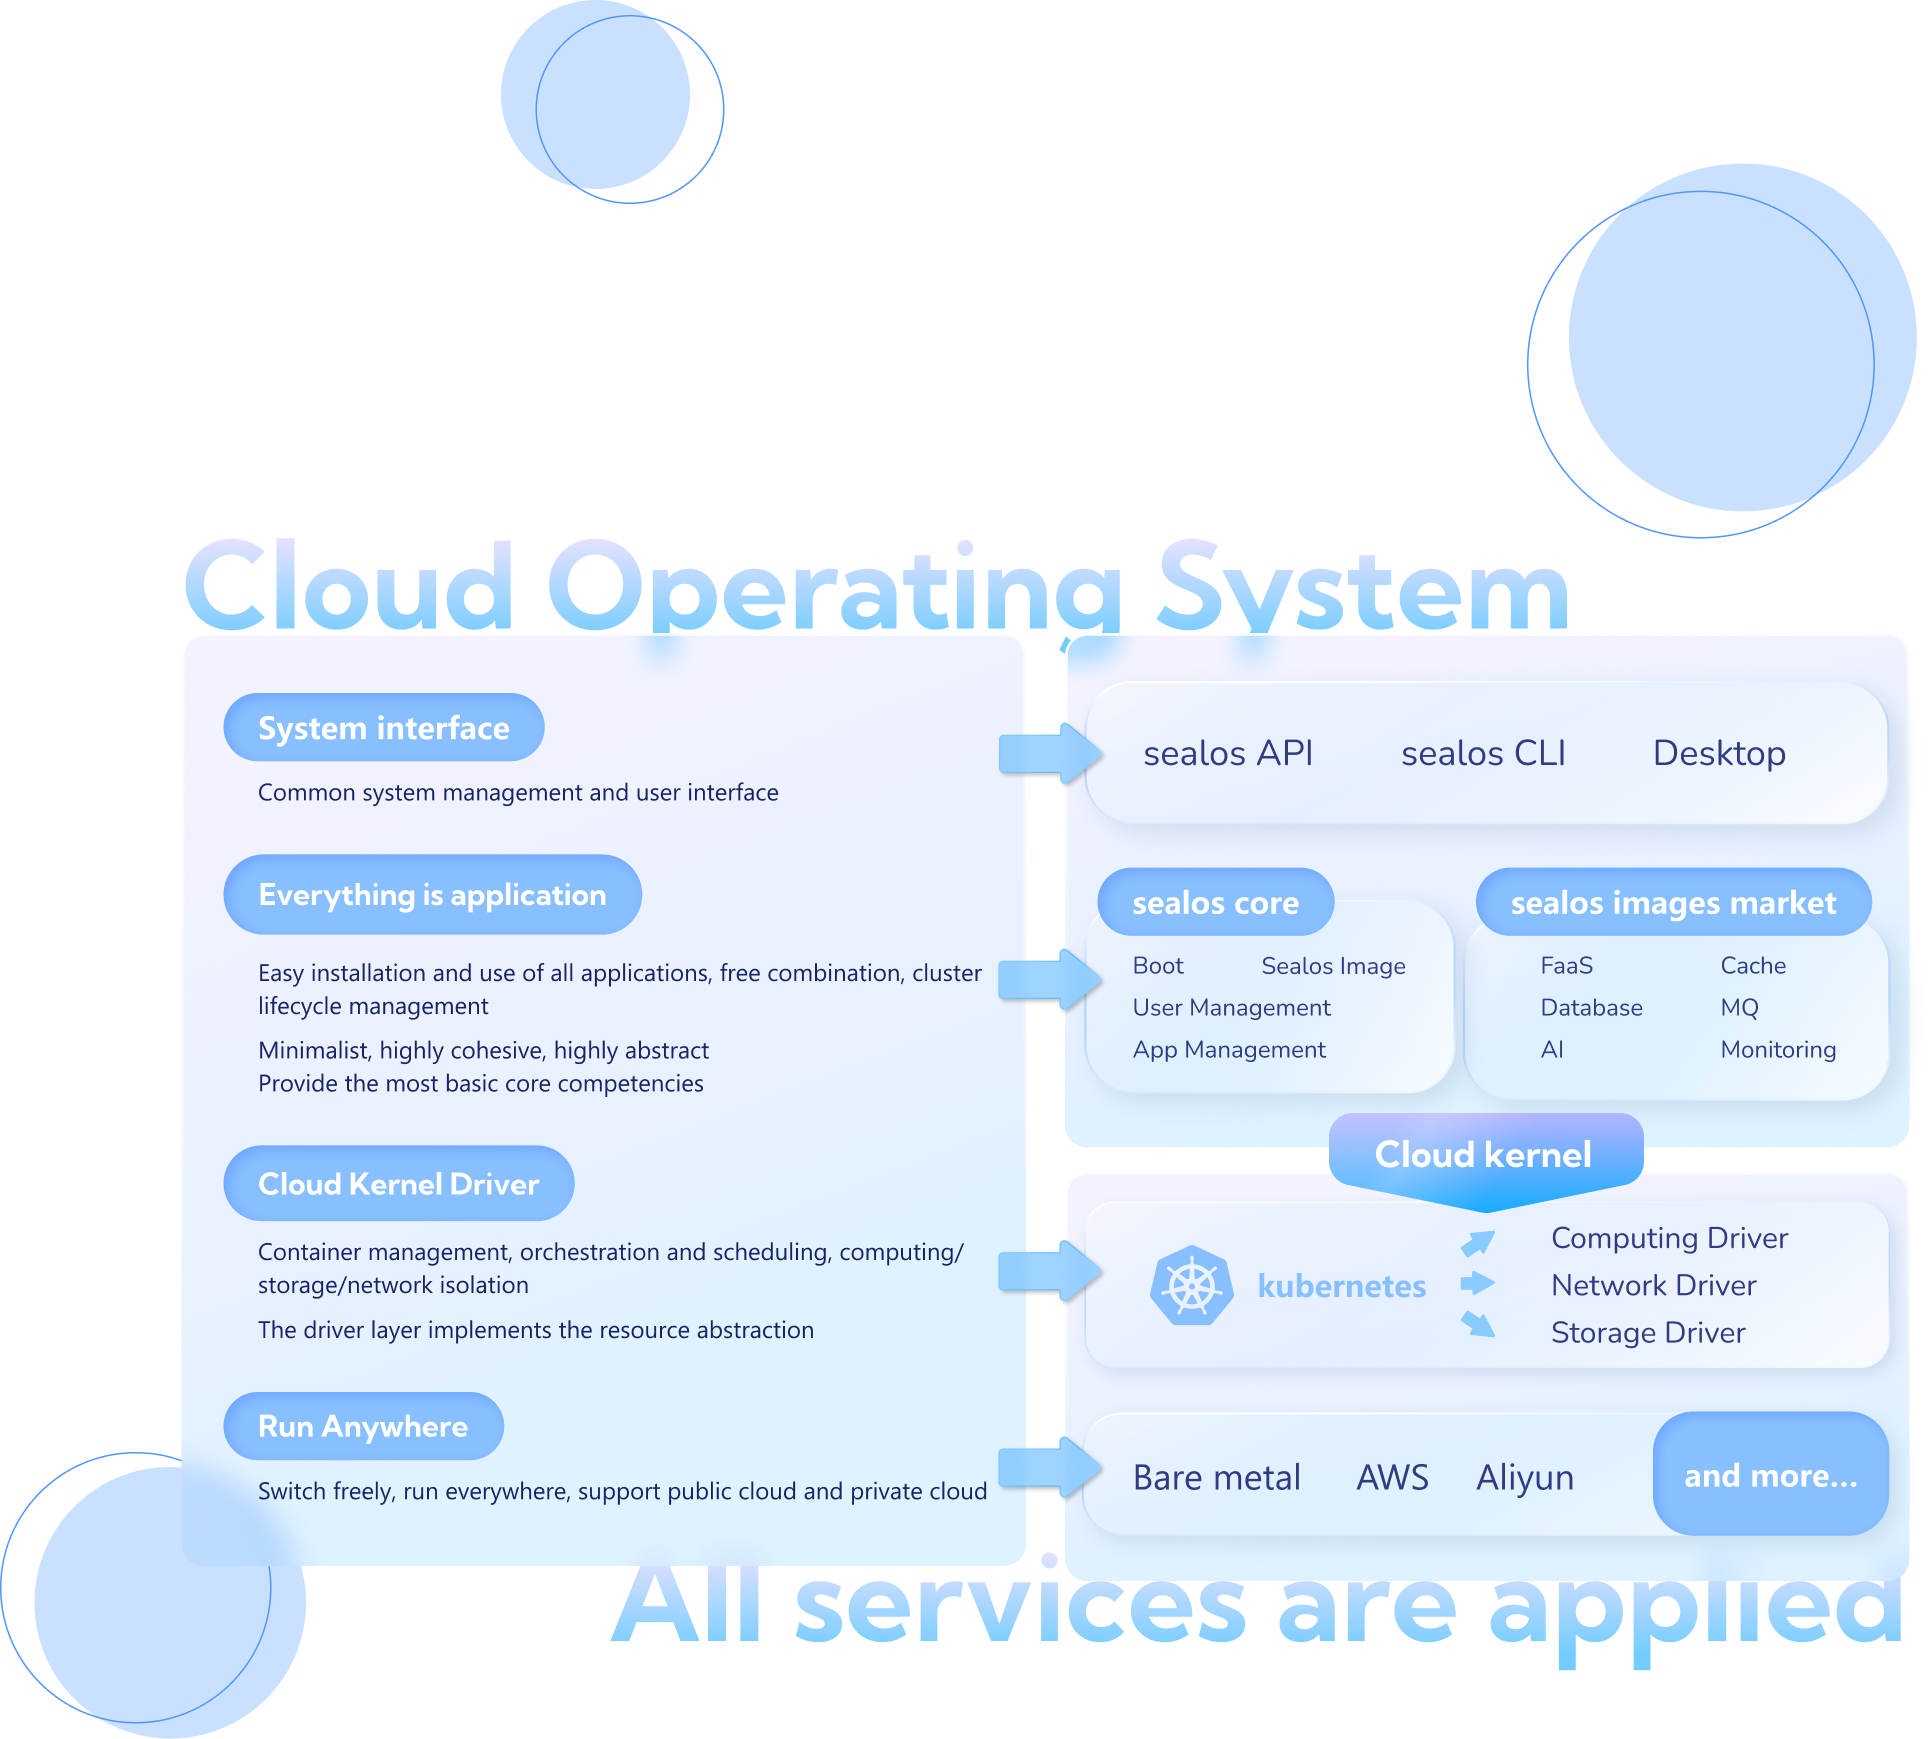 Cloud Operating System
System interface
Common system management and user interface
Everything is application
Easy installation and use of all applications, free combination, cluster
lifecycle management
Minimalist, highly cohesive, highly abstract
Provide the most basic core competencies
Cloud Kernel Driver
Container management, orchestration and scheduling, computing/
storage/network isolation
The driver layer implements the resource abstraction
Run Anywhere
Switch freely, run everywhere, support public cloud and private cloud
sealos API sealos CLI Desktop
sealos core
Boot Sealos Image
User Management
App Management
sealos images market
FaaS Cache
Database MQ
AI Monitoring
Cloud kernel
kubernetes
Computing Driver
Network Driver
Storage Driver
Bare metal AWS Aliyun and more...
All services are applied